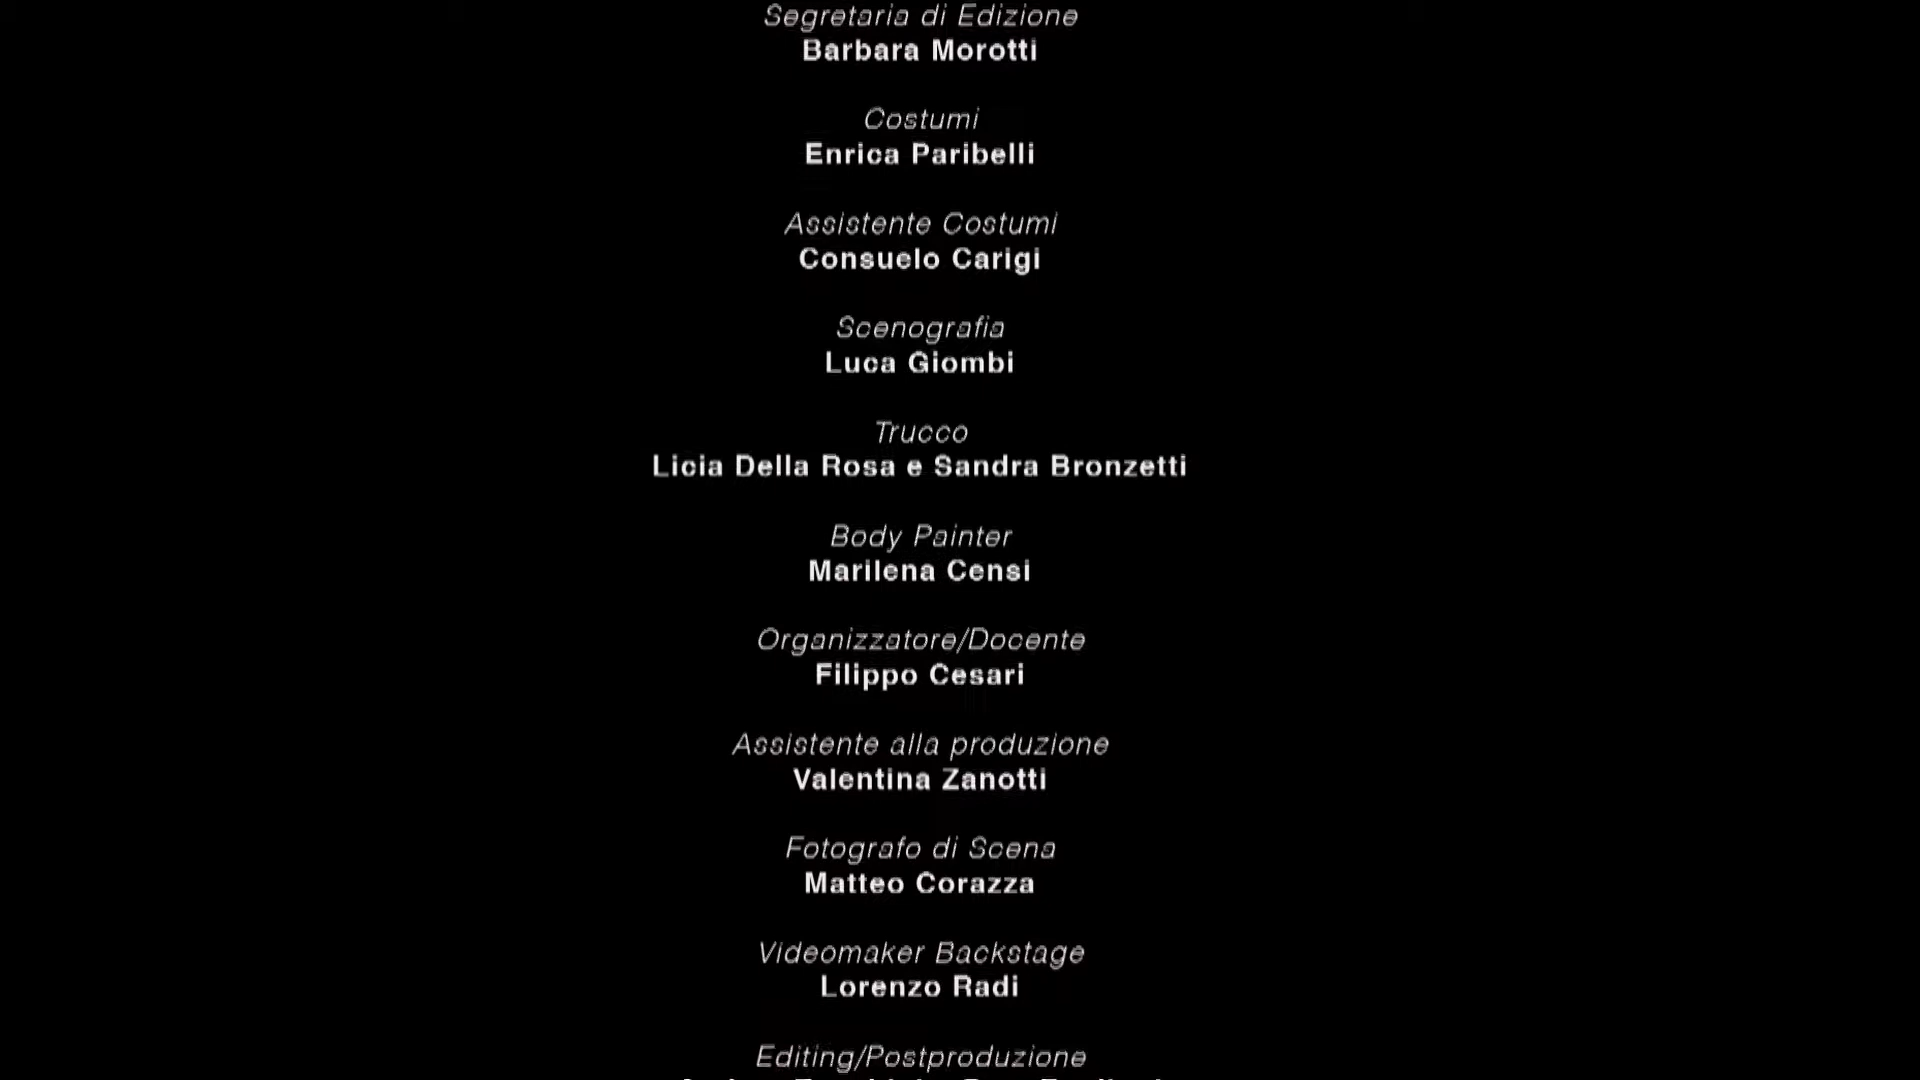 Segretaria di Edizione
Barbara Morotti
Costumi
Enrica Paribelli
Assistente Costumi
Consuelo Carigi
Scenografia
Luca Giombi
Trucco
Licia Della Rosa e Sandra Bronzetti
Body Painter
Marilena Censi
Organizzatore/Docente
Filippo Cesari
Assistente alla produzione
Valentina Zanotti
Fotografo di Scena
Matteo Corazza
Videomaker Backstage
Lorenzo Radi
Editing/Postproduzione